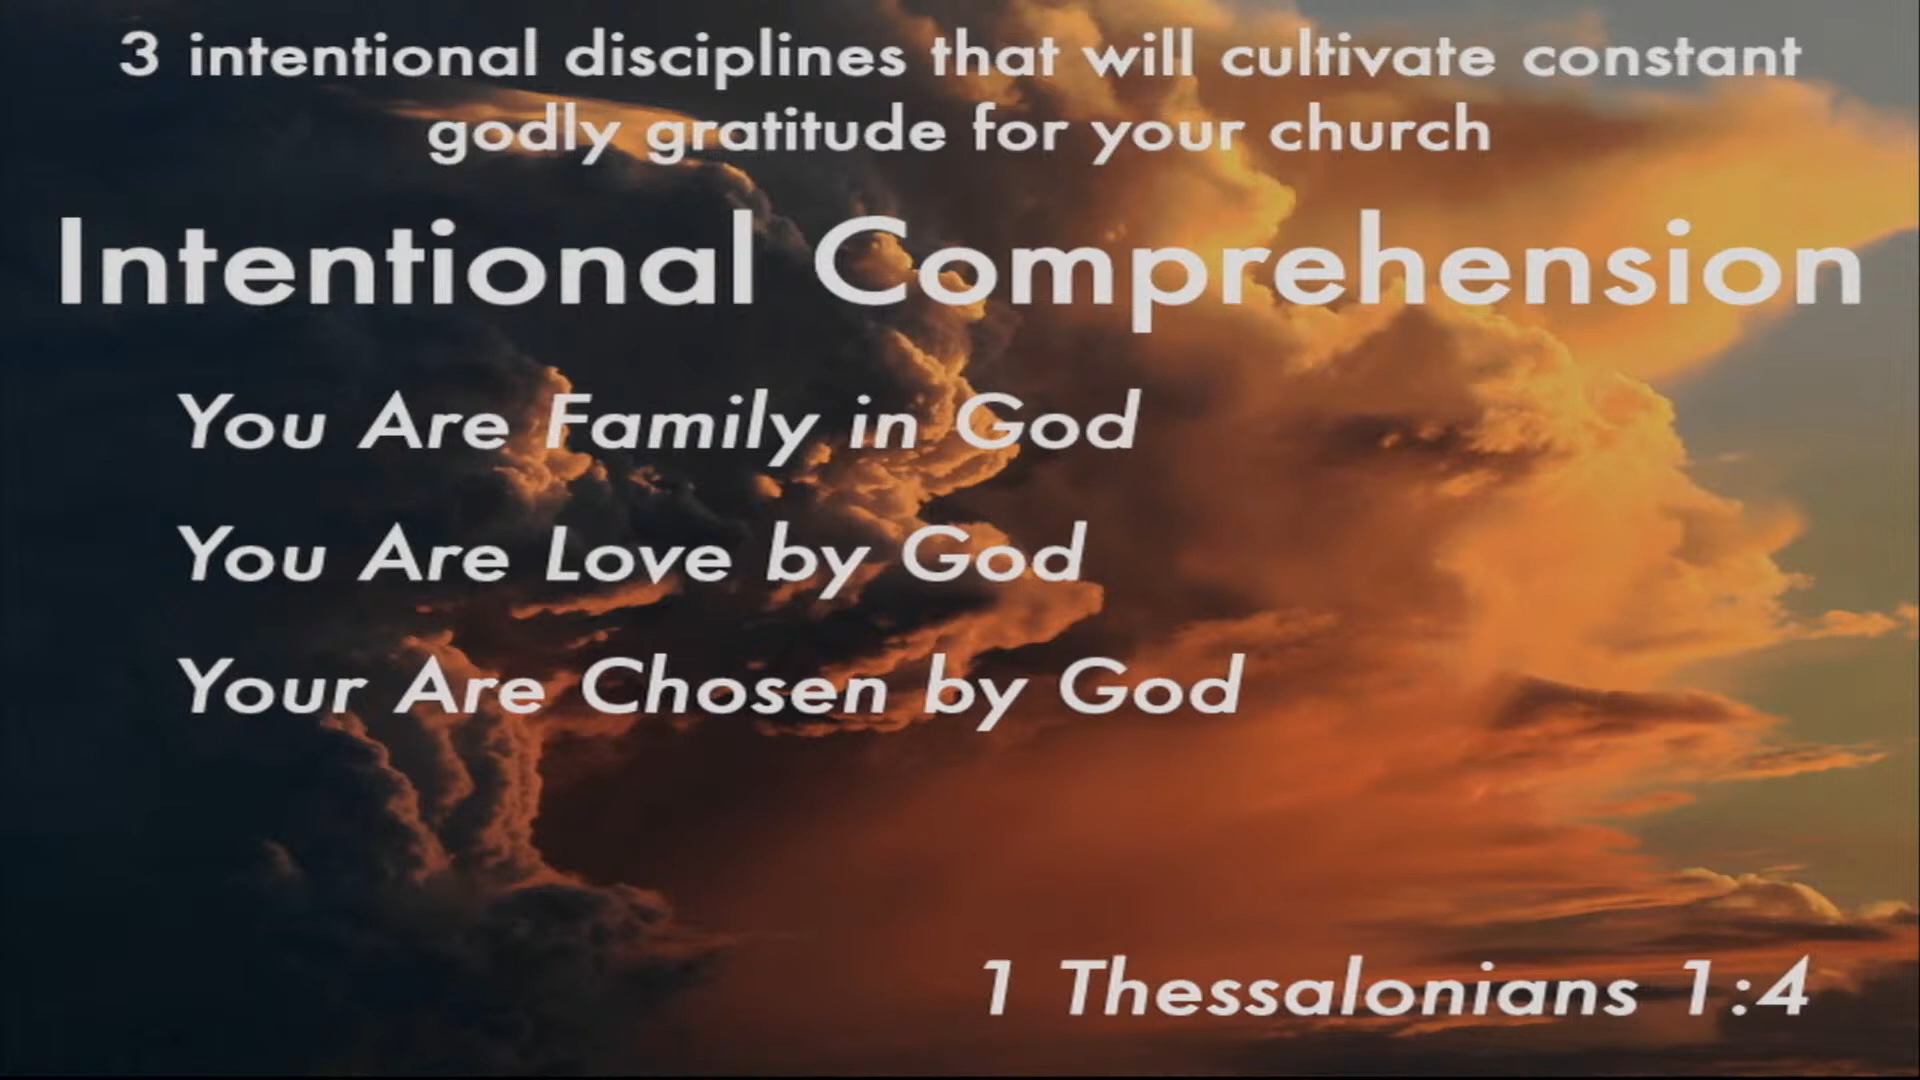 3 intentional disciplines that will cultivate constant
godly gratitude for your church
Intentional Comprehension
You Are Family in God
You Are Love by God
Your Are Chosen by God
1 Thessalonians 1:4